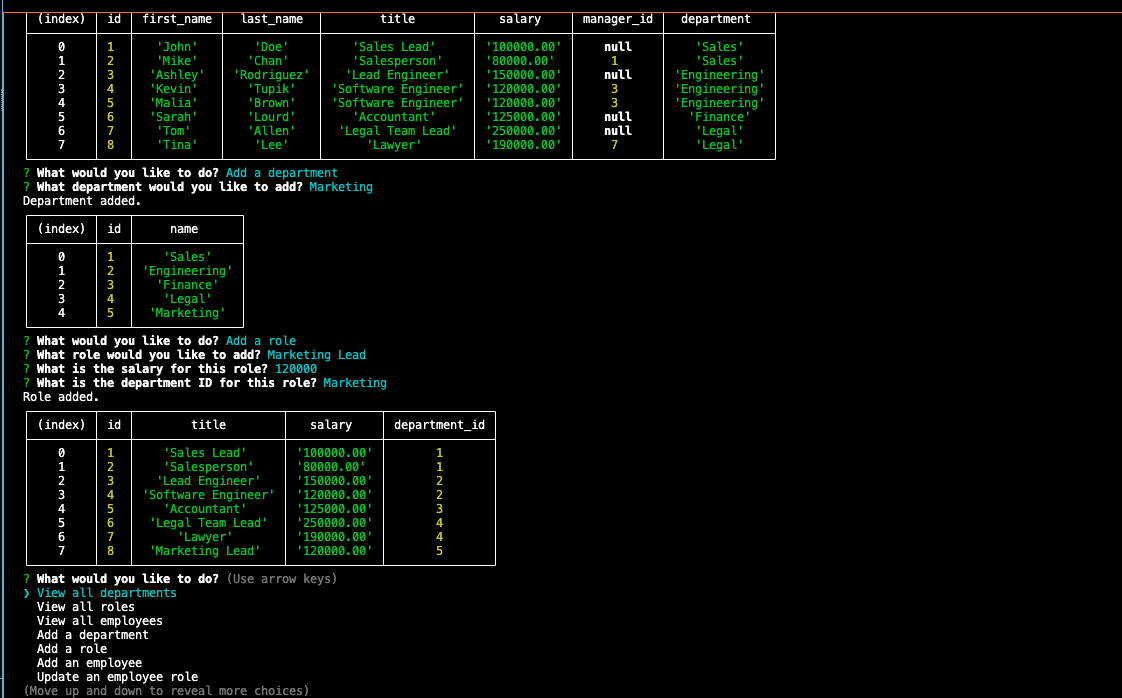 (index) id first_name last_name title salary manager_id department
0 1 'John' 'Doe' 'Sales Lead' '100000.00' null 'Sales'
1 2 'Mike' 'Chan' 'Salesperson' '80000.00' 1 'Sales'
2 3 'Ashley' 'Rodriguez' 'Lead Engineer' '150000.00' null 'Engineering'
3 4 'Kevin' 'Tupik' 'Software Engineer' '120000.00' 3 'Engineering'
4 5 'Malia' 'Brown' 'Software Engineer' '120000.00' 3 'Engineering'
5 6 'Sarah' 'Lourd' 'Accountant' '125000.00' null 'Finance'
6 7 'Tom' 'Allen' 'Legal Team Lead' '250000.00' null 'Legal'
7 8 'Tina' 'Lee' 'Lawyer' '190000.00' 7 'Legal'
? What would you like to do? Add a department
? What department would you like to add? Marketing
Department added.
(index) id name
0 1 'Sales'
1 2 'Engineering'
2 3 'Finance'
3 4 'Legal'
4 5 'Marketing'
? What would you like to do? Add a role
? What role would you like to add? Marketing Lead
? What is the salary for this role? 120000
? What is the department ID for this role? Marketing
Role added.
(index) id title salary department_id
0 1 'Sales Lead' '100000.00' 1
1 2 'Salesperson' '80000.00' 1
2 3 'Lead Engineer' '150000.00' 2
3 4 'Software Engineer' '120000.00' 2
4 5 'Accountant' '125000.00' 3
5 6 'Legal Team Lead' '250000.00' 4
6 7 'Lawyer' '190000.00' 4
7 8 'Marketing Lead' '120000.00' 5
? What would you like to do? (Use arrow keys)
❯ View all departments
View all roles
View all employees
Add a department
Add a role
Add an employee
Update an employee role
(Move up and down to reveal more choices)